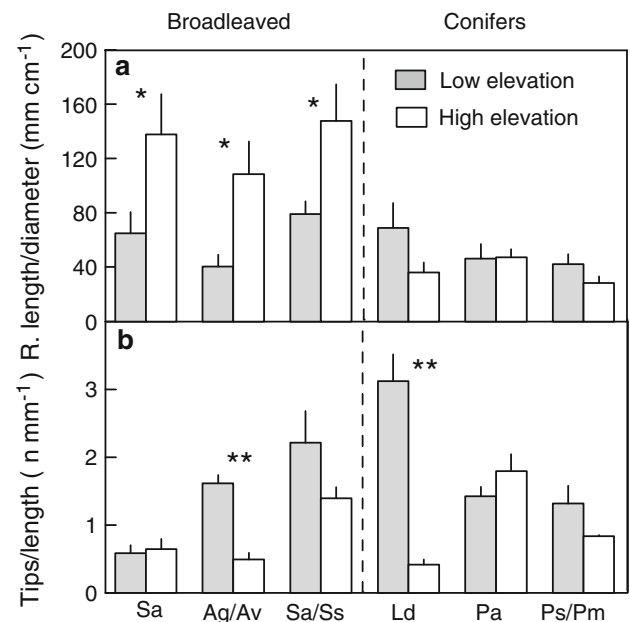 Broadleaved Conifers
R. length/diameter (mm cm⁻¹)
200
160
120
80
40
0
a
*
*
*
Low elevation
High elevation
Tips/length ( n mm⁻¹)
3
2
1
0
b
**
**
Sa Ag/Av Sa/Ss Ld Pa Ps/Pm